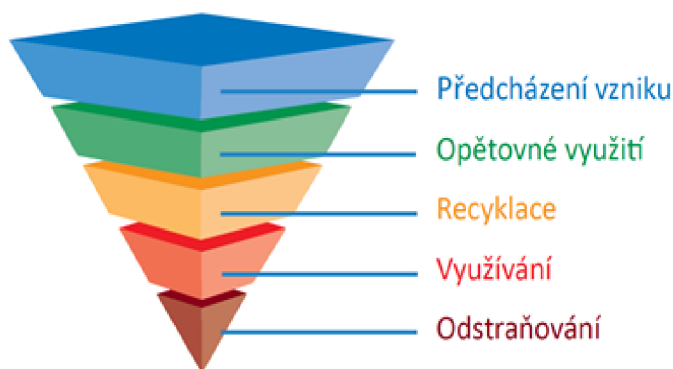 Předcházení vzniku
Opětovné využití
Recyklace
Využívání
Odstraňování